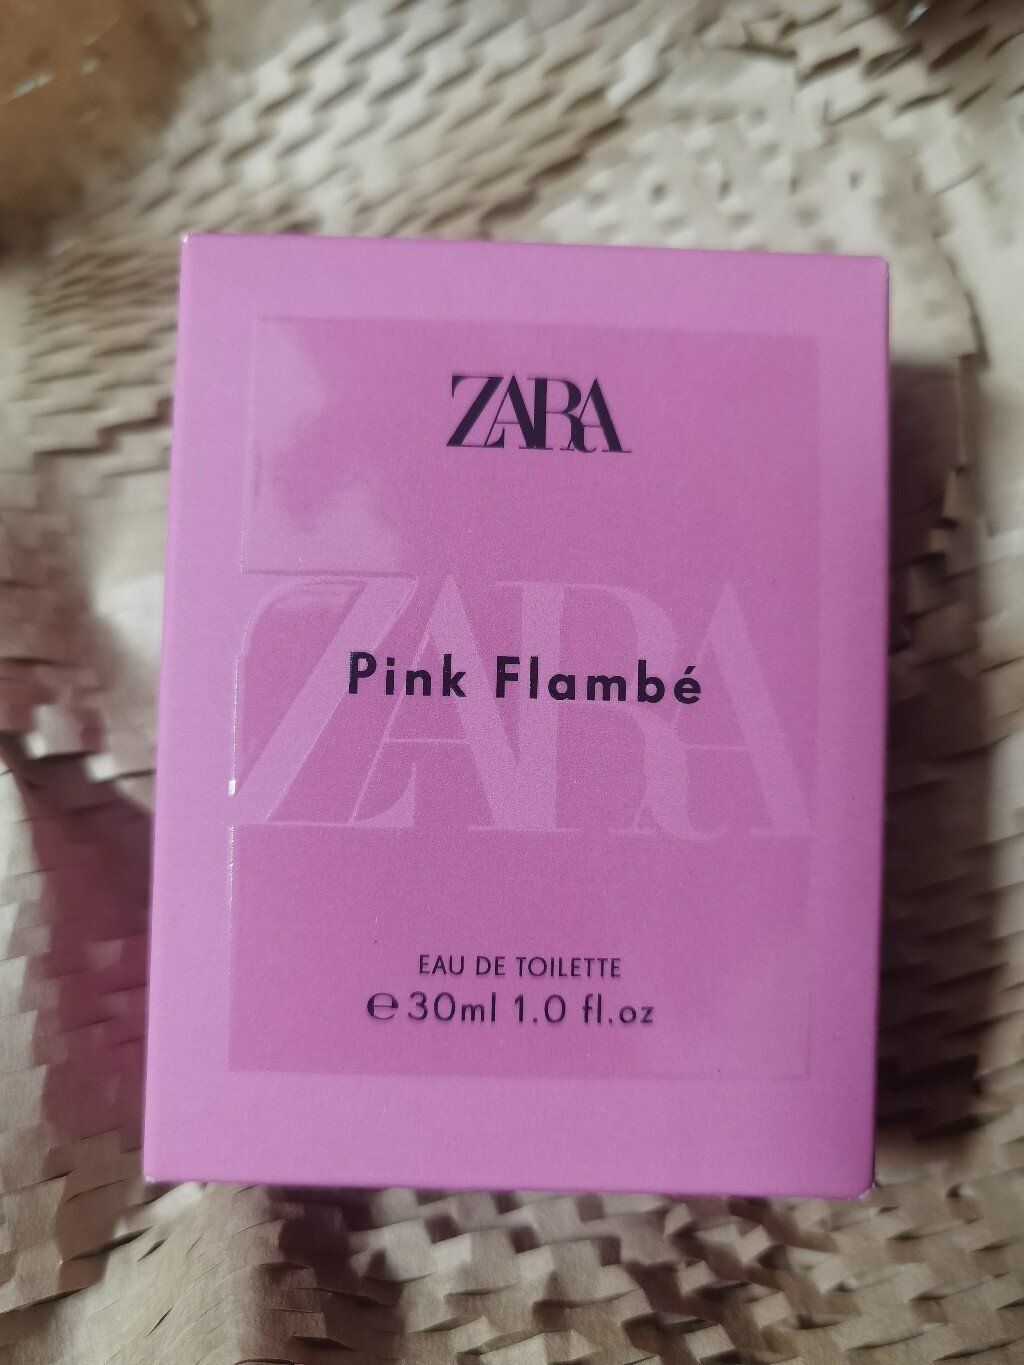 ZARA
ZARA
Pink Flambé
EAU DE TOILETTE
℮30ml 1.0 fl.oz